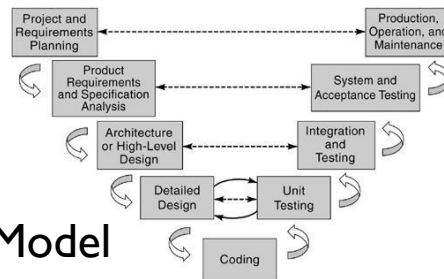 Project and
Requirements
Planning
Production,
Operation, and
Maintenance
Product
Requirements
and Specification
Analysis
System and
Acceptance Testing
Architecture
or High-Level
Design
Integration
and
Testing
Detailed
Design
Unit
Testing
Model
Coding